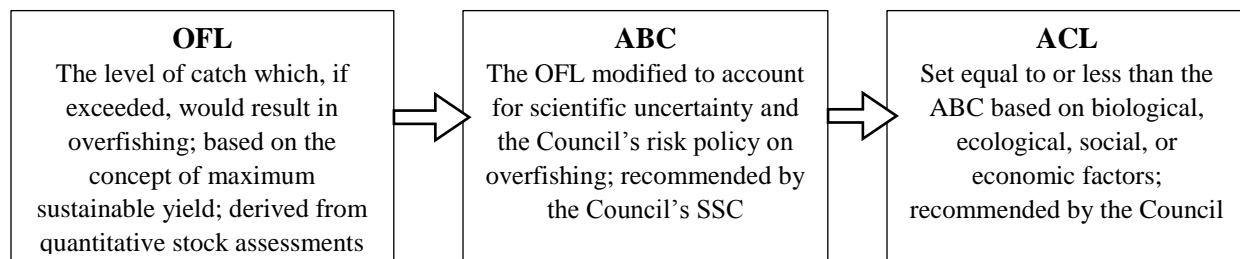 OFL
The level of catch which, if
exceeded, would result in
overfishing; based on the
concept of maximum
sustainable yield; derived from
quantitative stock assessments
ABC
The OFL modified to account
for scientific uncertainty and
the Council’s risk policy on
overfishing; recommended by
the Council’s SSC
ACL
Set equal to or less than the
ABC based on biological,
ecological, social, or
economic factors;
recommended by the Council